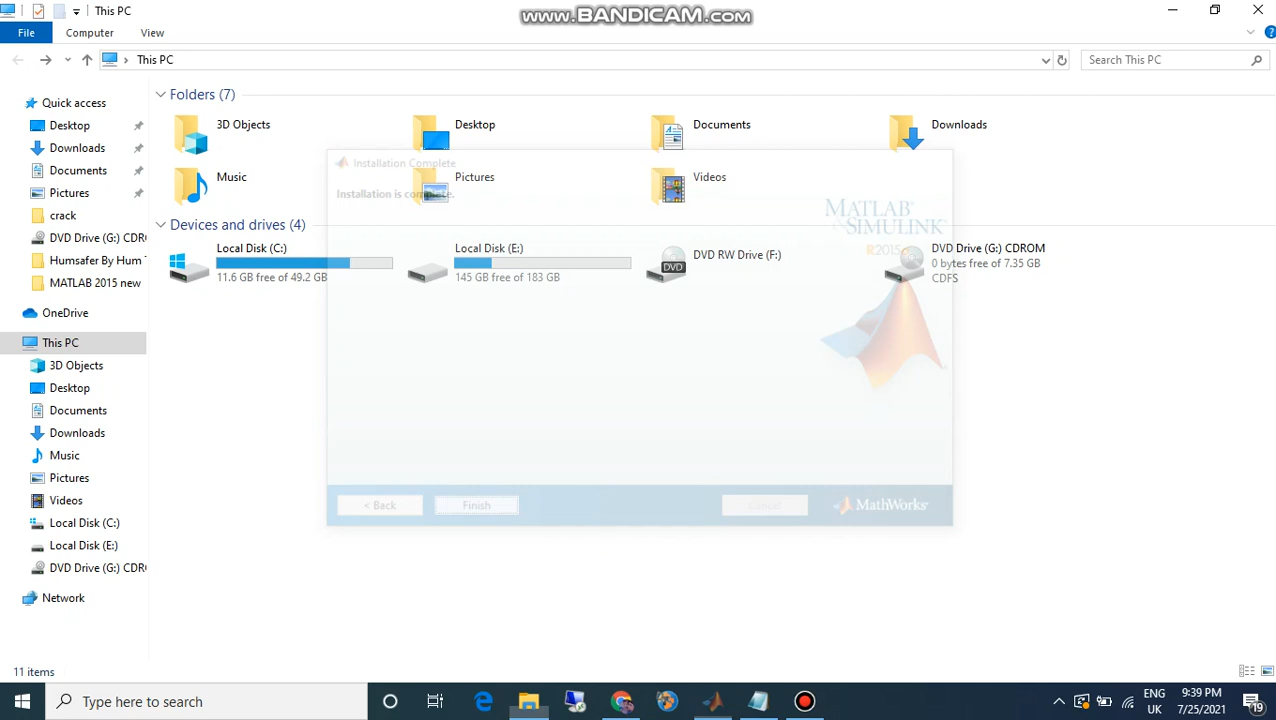 This PC
www.BANDICAM.com
File
Computer
View
This PC
Search This PC
Quick access
Desktop
Downloads
Documents
Pictures
crack
DVD Drive (G:) CDR
Humsafer By Hum
MATLAB 2015 new
OneDrive
This PC
3D Objects
Desktop
Documents
Downloads
Music
Pictures
Videos
Local Disk (C:)
Local Disk (E:)
DVD Drive (G:) CDR
Network
Folders (7)
3D Objects
Desktop
Documents
Downloads
Music
Pictures
Videos
Devices and drives (4)
Local Disk (C:)
11.6 GB free of 49.2 GB
Local Disk (E:)
145 GB free of 183 GB
DVD RW Drive (F:)
DVD
DVD Drive (G:) CDROM
0 bytes free of 7.35 GB
CDFS
Installation Complete
Installation is complete.
MATLAB
SIMULINK
R2015
< Back
Finish
Cancel
MathWorks
11 items
Type here to search
ENG
UK
9:39 PM
7/25/2021
19